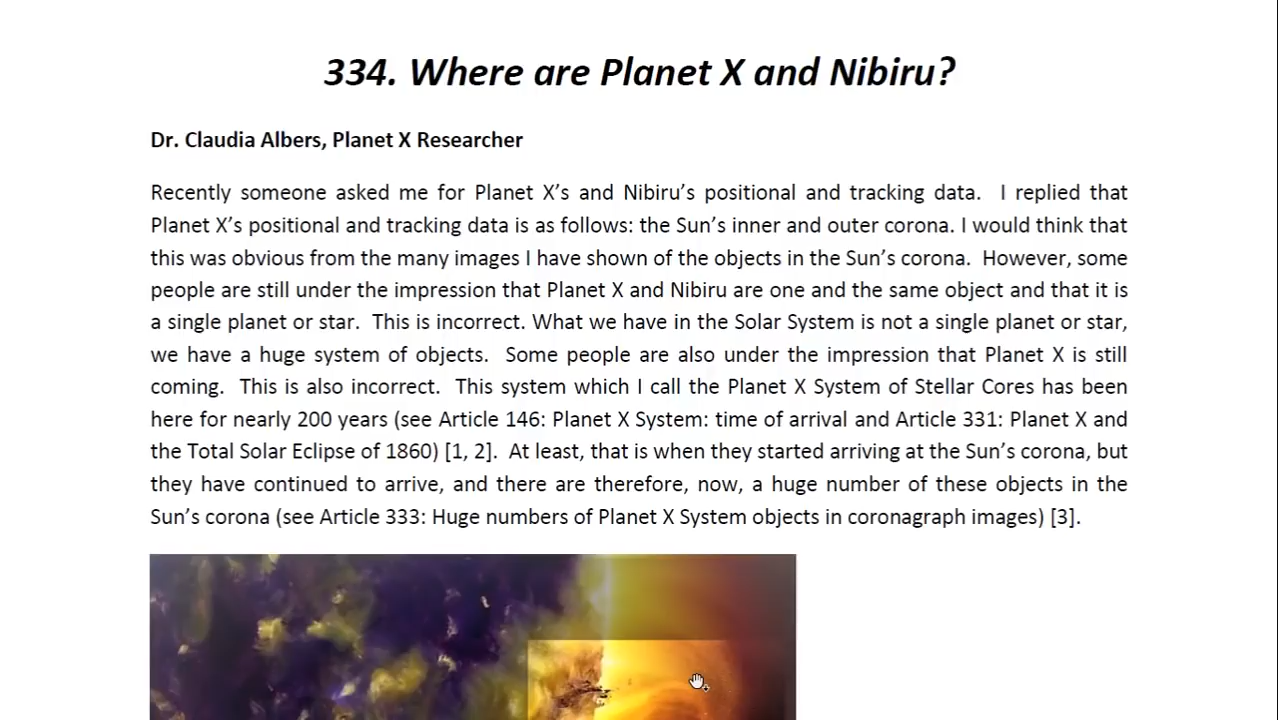 334. Where are Planet X and Nibiru?
Dr. Claudia Albers, Planet X Researcher
Recently someone asked me for Planet X's and Nibiru's positional and tracking data. I replied that
Planet X's positional and tracking data is as follows: the Sun's inner and outer corona. I would think that
this was obvious from the many images I have shown of the objects in the Sun's corona. However, some
people are still under the impression that Planet X and Nibiru are one and the same object and that it is
a single planet or star. This is incorrect. What we have in the Solar System is not a single planet or star,
we have a huge system of objects. Some people are also under the impression that Planet X is still
coming. This is also incorrect. This system which I call the Planet X System of Stellar Cores has been
here for nearly 200 years (see Article 146: Planet X System: time of arrival and Article 331: Planet X and
the Total Solar Eclipse of 1860) [1, 2]. At least, that is when they started arriving at the Sun's corona, but
they have continued to arrive, and there are therefore, now, a huge number of these objects in the
Sun's corona (see Article 333: Huge numbers of Planet X System objects in coronagraph images) [3].